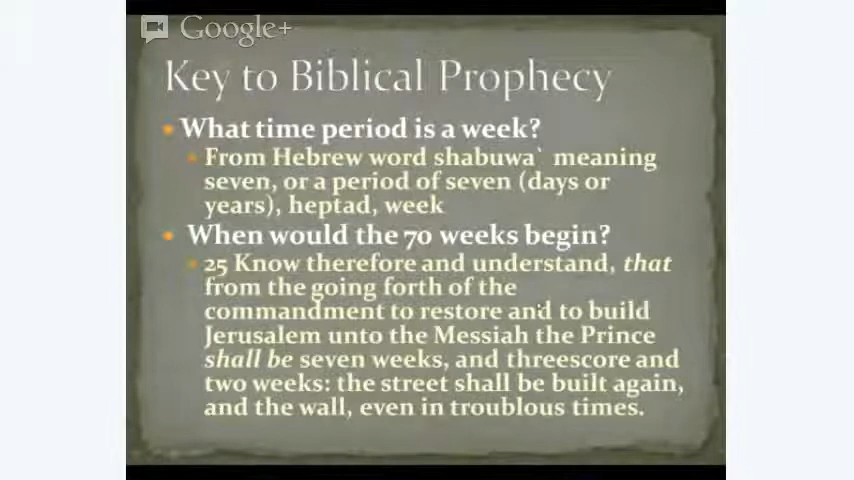 Google+
Key to Biblical Prophecy
What time period is a week?
From Hebrew word shabuwa` meaning
seven, or a period of seven (days or
years), heptad, week
When would the 70 weeks begin?
25 Know therefore and understand, that
from the going forth of the
commandment to restore and to build
Jerusalem unto the Messiah the Prince
shall be seven weeks, and threescore and
two weeks: the street shall be built again,
and the wall, even in troublous times.